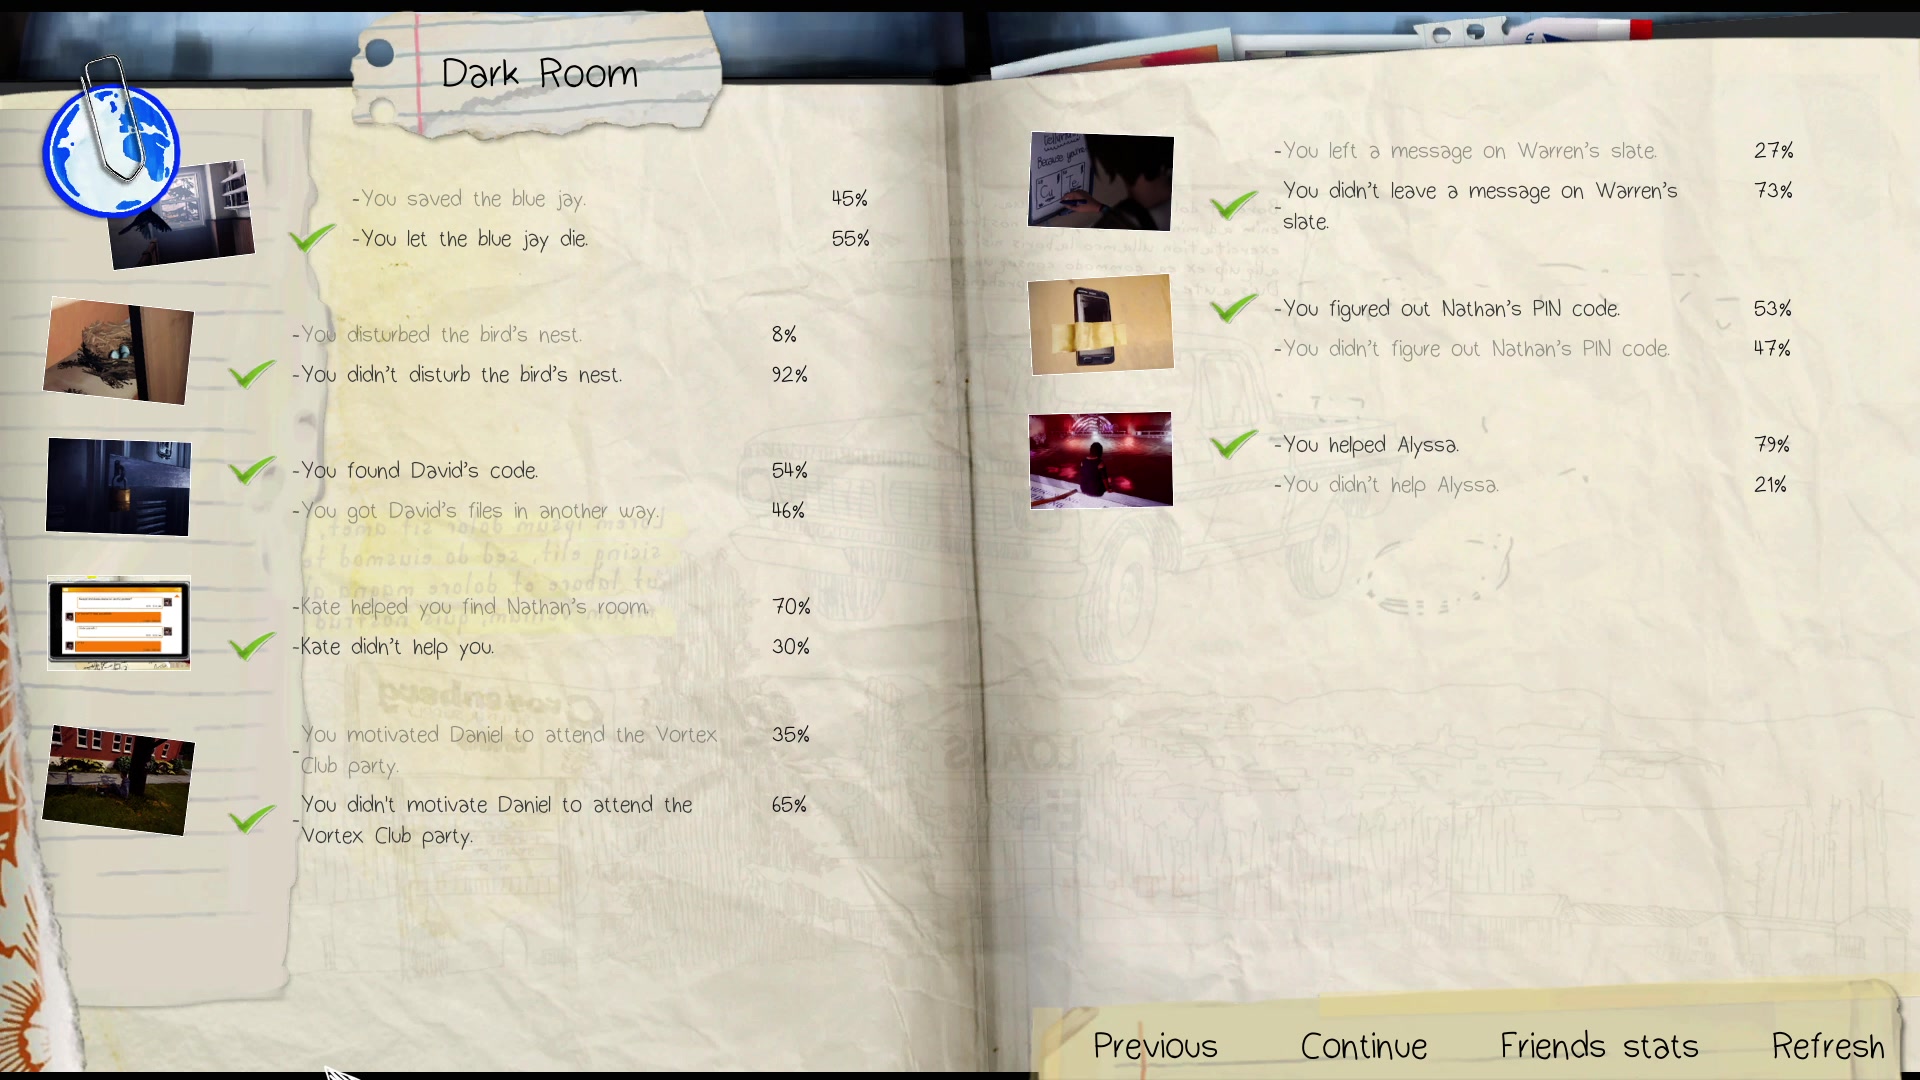 Dark Room
-You saved the blue jay. 45%
-You let the blue jay die. 55%
-You disturbed the bird's nest. 8%
-You didn't disturb the bird's nest. 92%
-You found David's code. 54%
-You got David's files in another way. 46%
-Kate helped you find Nathan's room. 70%
-Kate didn't help you. 30%
-You motivated Daniel to attend the Vortex 35%
Club party.
-You didn't motivate Daniel to attend the 65%
Vortex Club party.
-You left a message on Warren's slate. 27%
-You didn't leave a message on Warren's 73%
slate.
-You figured out Nathan's PIN code. 53%
-You didn't figure out Nathan's PIN code. 47%
-You helped Alyssa. 79%
-You didn't help Alyssa. 21%
Previous
Continue
Friends stats
Refresh